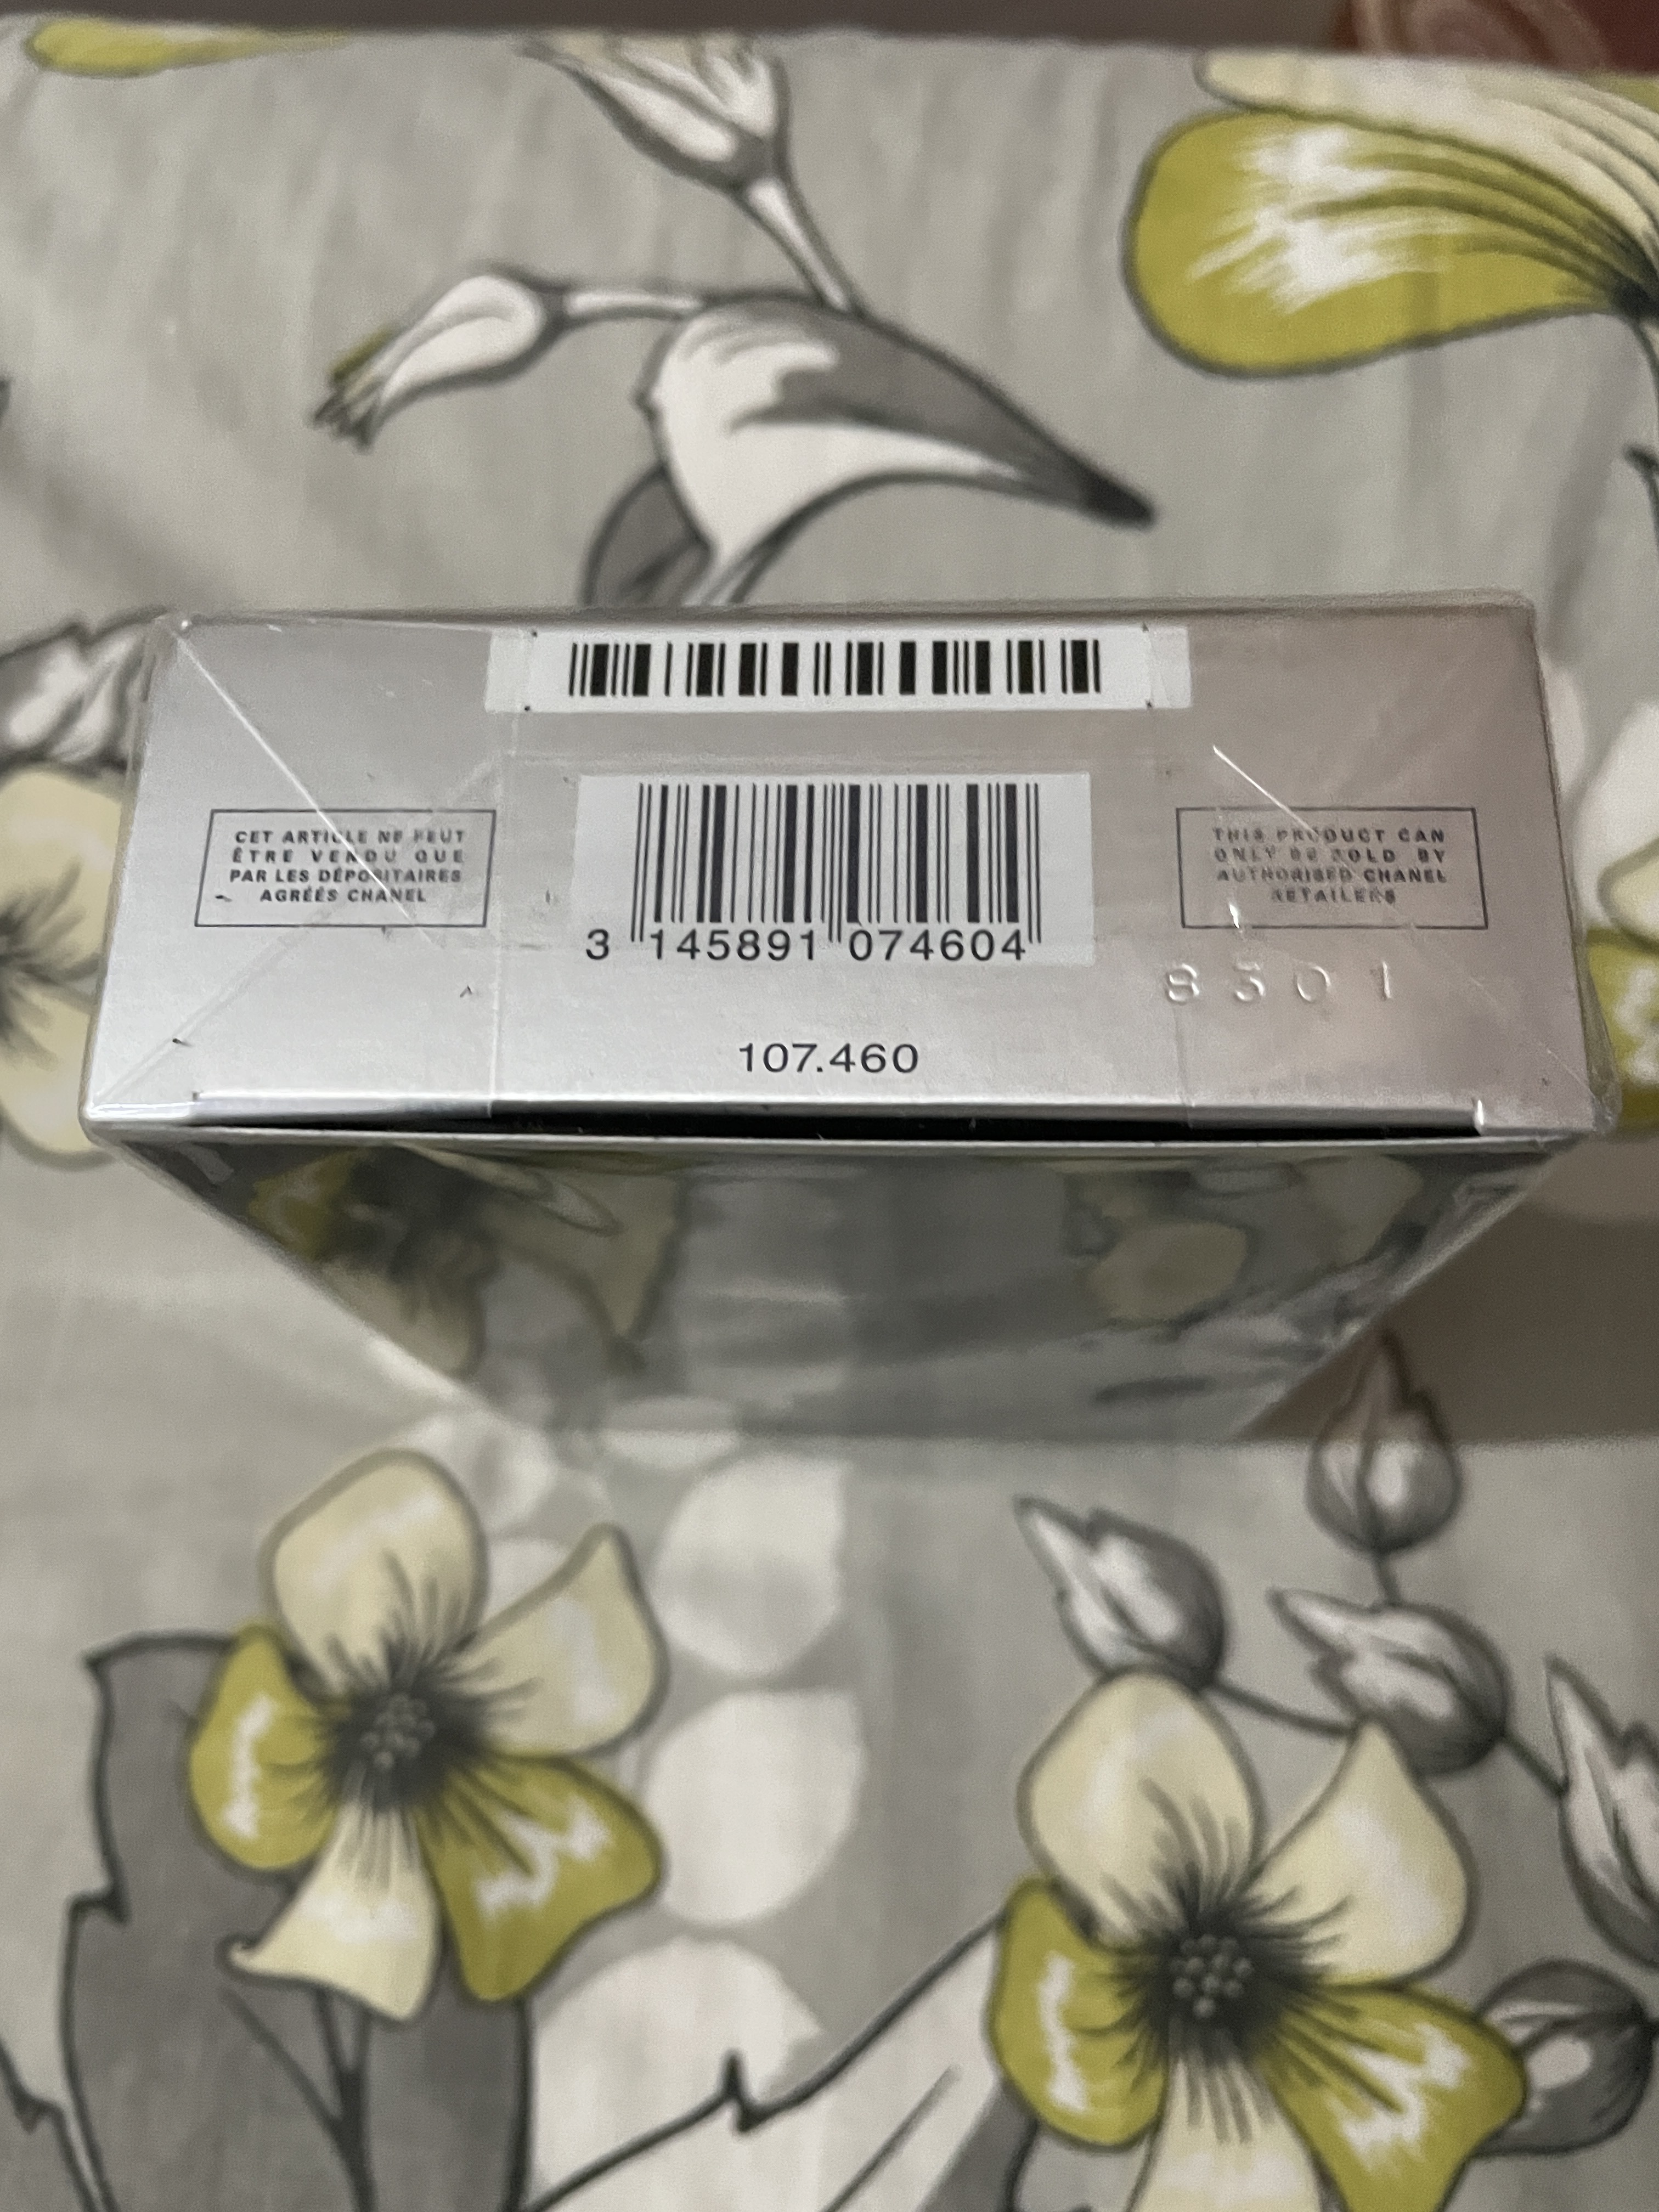 CET ARTICLE NE PEUT
ÊTRE VENDU QUE
PAR LES DÉPOSITAIRES
AGRÉÉS CHANEL
3 145891 074604
THIS PRODUCT CAN
ONLY BE SOLD BY
AUTHORISED CHANEL
RETAILERS
8301
107.460